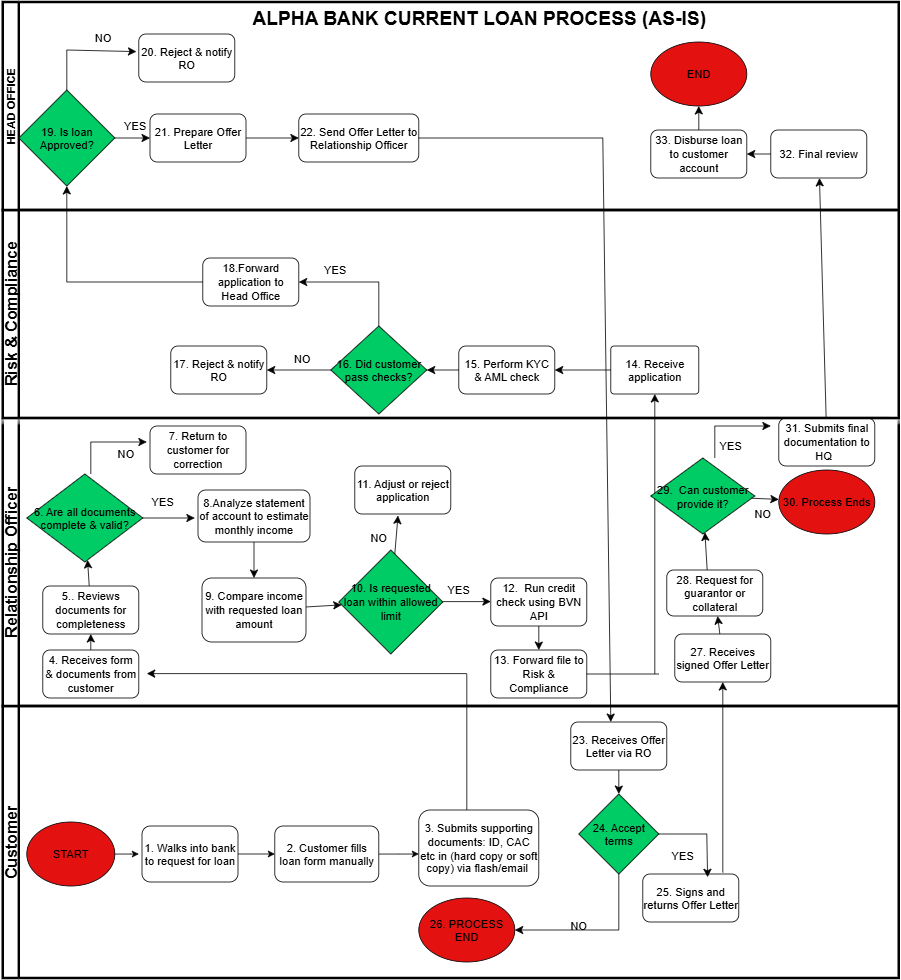 ALPHA BANK CURRENT LOAN PROCESS (AS-IS)
HEAD OFFICE
NO
20. Reject & notify
RO
END
19. Is loan
Approved?
YES
21. Prepare Offer
Letter
22. Send Offer Letter to
Relationship Officer
33. Disburse loan
to customer
account
32. Final review
Risk & Compliance
18.Forward
application to
Head Office
YES
17. Reject & notify
RO
NO
16. Did customer
pass checks?
15. Perform KYC
& AML check
14. Receive
application
Relationship Officer
7. Return to
customer for
correction
NO
6. Are all documents
complete & valid?
YES
8.Analyze statement
of account to estimate
monthly income
11. Adjust or reject
application
NO
5.. Reviews
documents for
completeness
9. Compare income
with requested loan
amount
10. Is requested
loan within allowed
limit
YES
12. Run credit
check using BVN
API
4. Receives form
& documents from
customer
13. Forward file to
Risk &
Compliance
31. Submits final
documentation to
HQ
YES
29. Can customer
provide it?
NO
30. Process Ends
28. Request for
guarantor or
collateral
27. Receives
signed Offer Letter
Customer
23. Receives Offer
Letter via RO
START
1. Walks into bank
to request for loan
2. Customer fills
loan form manually
3. Submits supporting
documents: ID, CAC
etc in (hard copy or soft
copy) via flash/email
24. Accept
terms
YES
25. Signs and
returns Offer Letter
26. PROCESS
END
NO